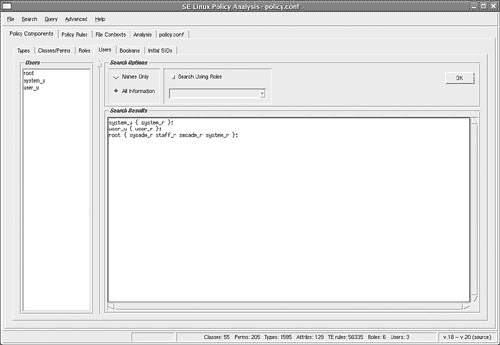 SE Linux Policy Analysis - policy.conf
File Search Query Advanced Help
Policy Components Policy Rules File Contexts Analysis policy.conf
Types Classes/Perms Roles Users Booleans Initial SIDs
Users
root
system_u
user_u
Search Options
Names Only
All Information
Search Using Roles
OK
Search Results
system_u { system_r };
user_u { user_r };
root { sysadm_r staff_r secadm_r system_r };
Classes: 55 Perms: 205 Types: 1595 Attribs: 129 TE rules: 56335 Roles: 6 Users: 3 v.18 – v.20 (source)